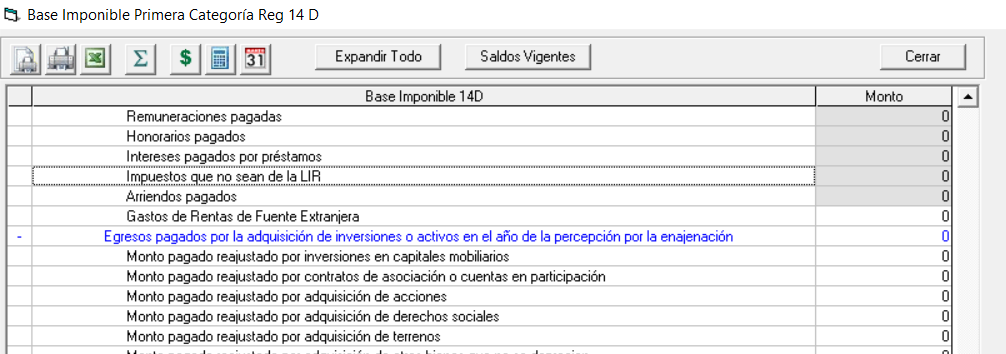 Base Imponible Primera Categoría Reg 14 D
Σ $ MARZO 31 Expandir Todo Saldos Vigentes Cerrar
Base Imponible 14D Monto
Remuneraciones pagadas 0
Honorarios pagados 0
Intereses pagados por préstamos 0
Impuestos que no sean de la LIR 0
Arriendos pagados 0
Gastos de Rentas de Fuente Extranjera 0
- Egresos pagados por la adquisición de inversiones o activos en el año de la percepción por la enajenación 0
Monto pagado reajustado por inversiones en capitales mobiliarios 0
Monto pagado reajustado por contratos de asociación o cuentas en participación 0
Monto pagado reajustado por adquisición de acciones 0
Monto pagado reajustado por adquisición de derechos sociales 0
Monto pagado reajustado por adquisición de terrenos 0